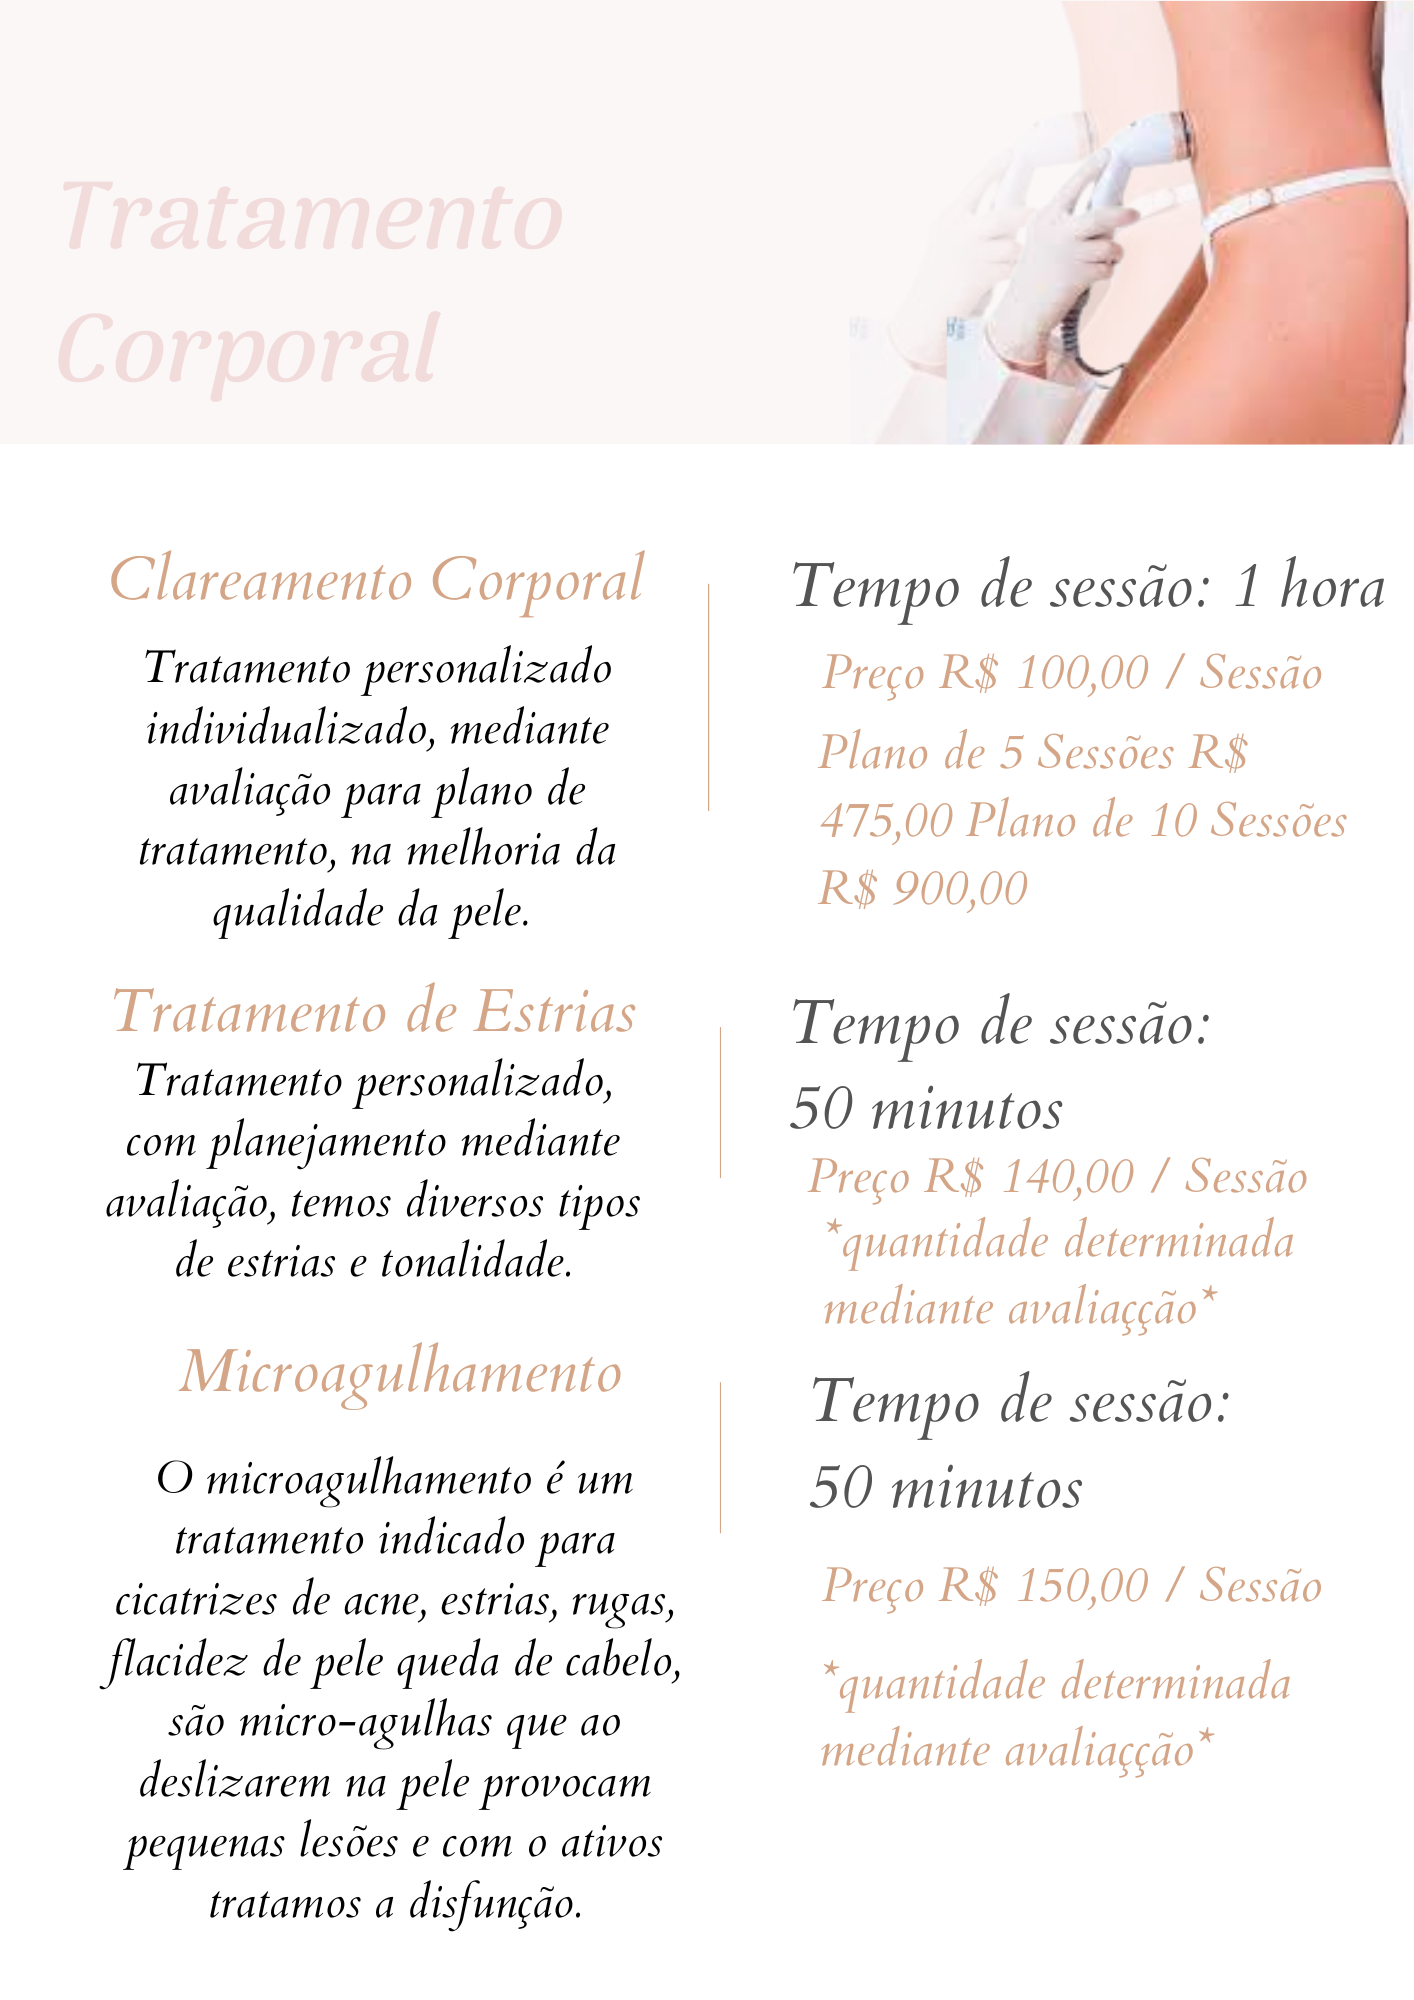 Tratamento
Corporal
Clareamento Corporal
Tratamento personalizado
individualizado, mediante
avaliação para plano de
tratamento, na melhoria da
qualidade da pele.
Tempo de sessão: 1 hora
Preço R$ 100,00 / Sessão
Plano de 5 Sessões R$
475,00 Plano de 10 Sessões
R$ 900,00
Tratamento de Estrias
Tratamento personalizado,
com planejamento mediante
avaliação, temos diversos tipos
de estrias e tonalidade.
Tempo de sessão:
50 minutos
Preço R$ 140,00 / Sessão
*quantidade determinada
mediante avaliaçção*
Microagulhamento
O microagulhamento é um
tratamento indicado para
cicatrizes de acne, estrias, rugas,
flacidez de pele queda de cabelo,
são micro-agulhas que ao
deslizarem na pele provocam
pequenas lesões e com o ativos
tratamos a disfunção.
Tempo de sessão:
50 minutos
Preço R$ 150,00 / Sessão
*quantidade determinada
mediante avaliaçção*